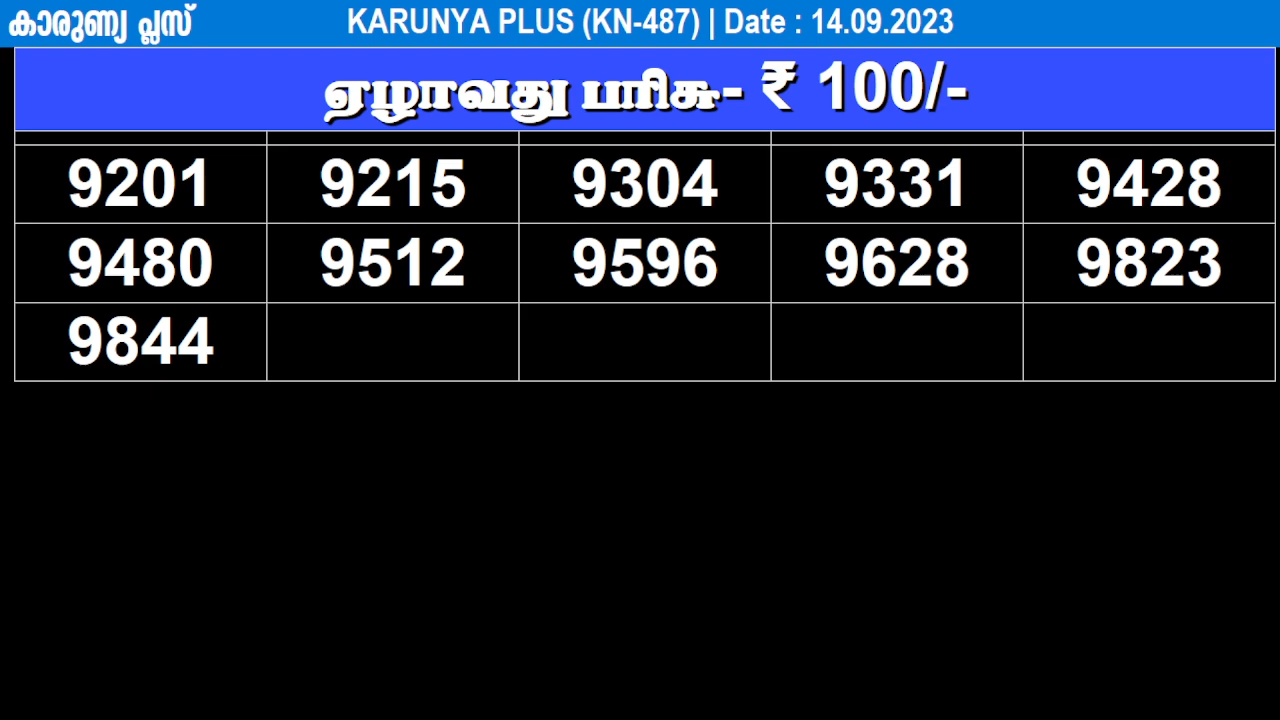 കാരുണ്യ പ്ലസ് KARUNYA PLUS (KN-487) | Date : 14.09.2023
ஏழாவது பரிசு- ₹ 100/-
9201 9215 9304 9331 9428
9480 9512 9596 9628 9823
9844